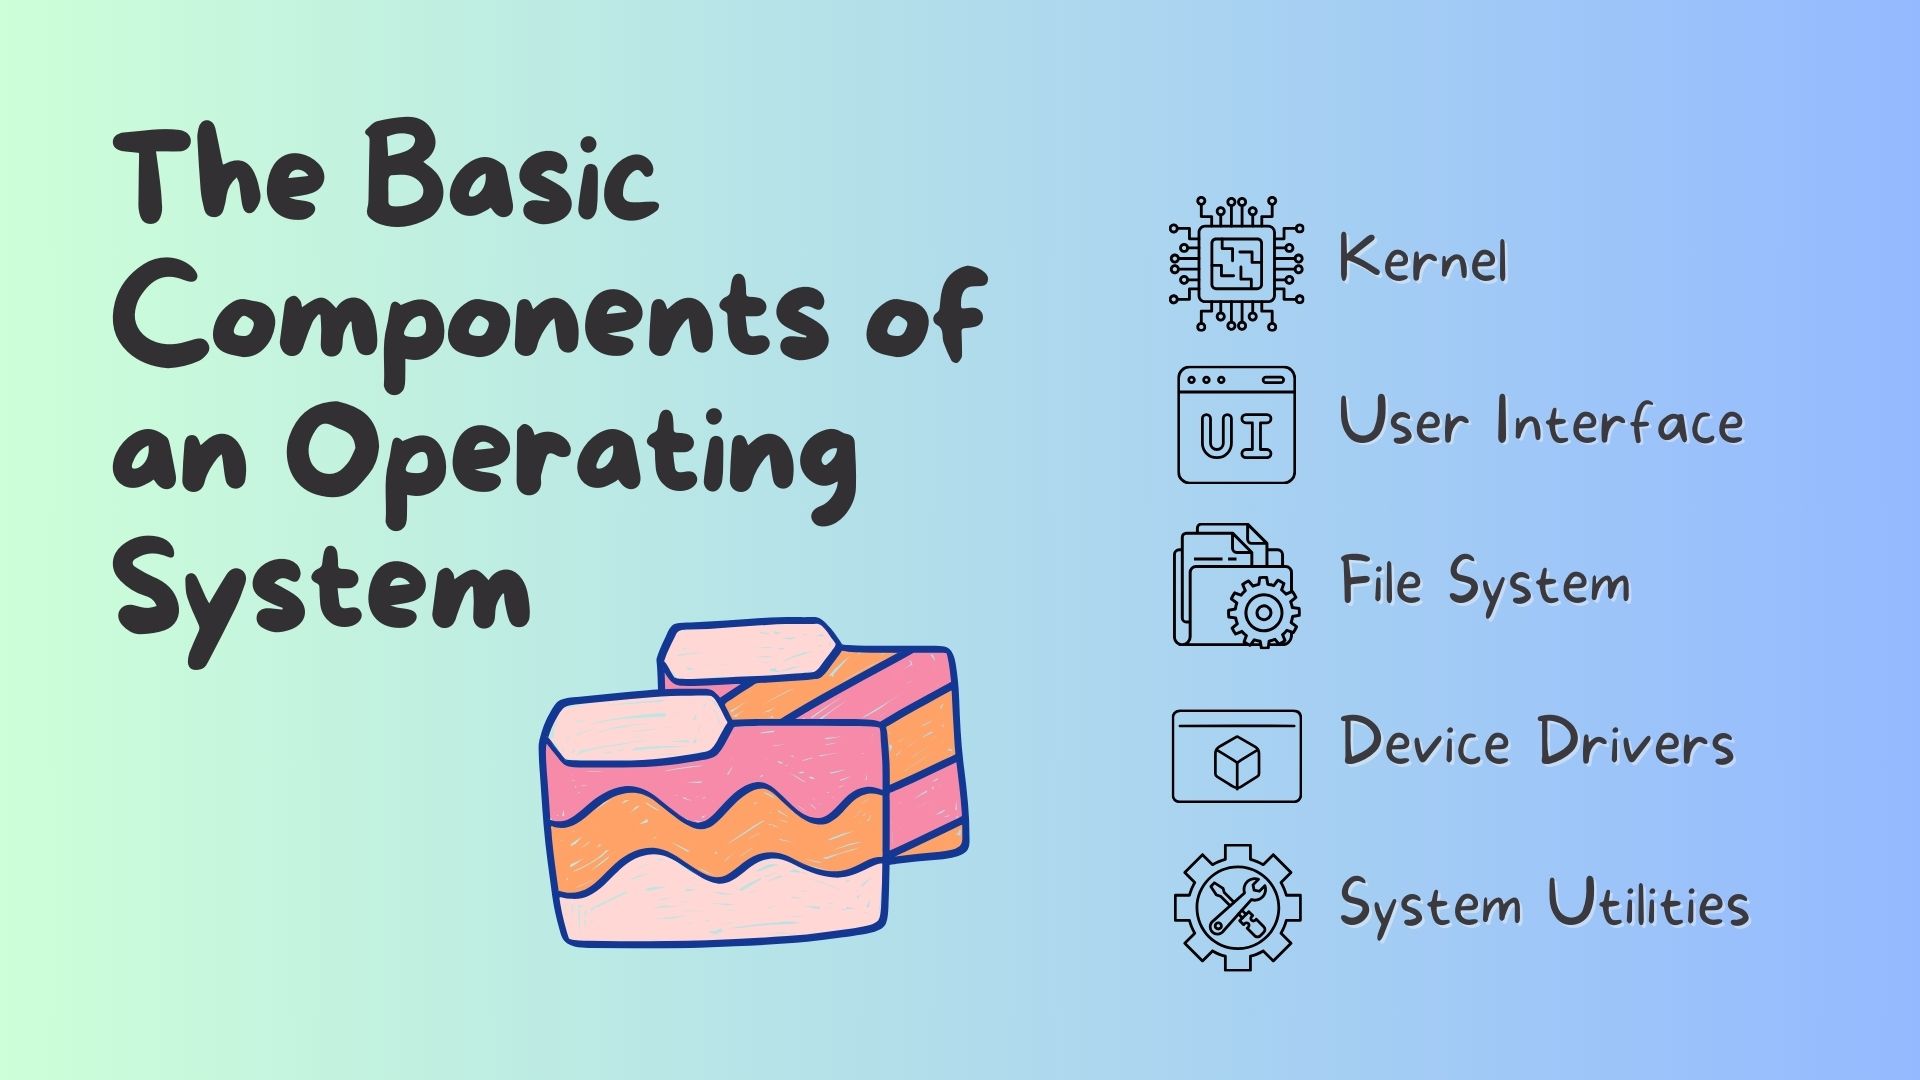 The Basic
Components of
an Operating
System
Kernel
UI
User Interface
File System
Device Drivers
System Utilities